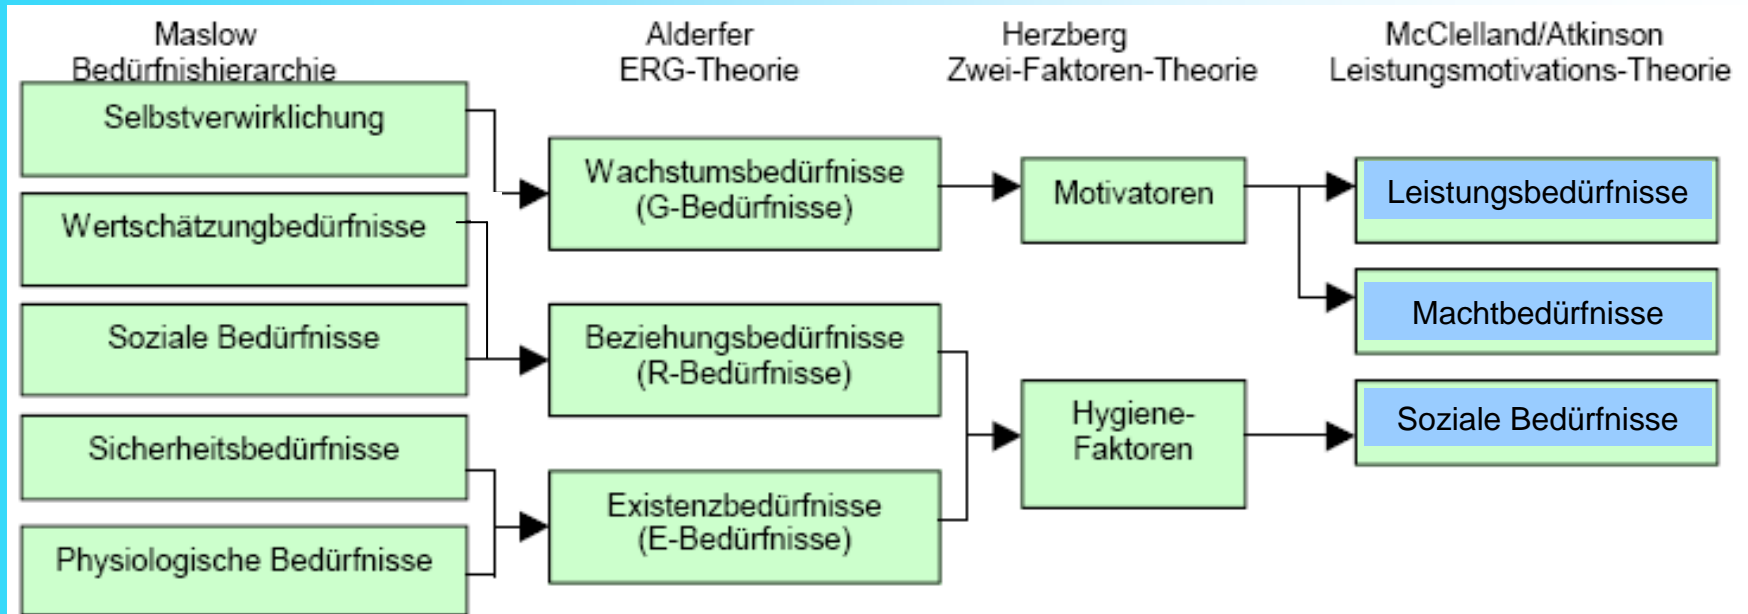 Maslow
Bedürfnishierarchie
Alderfer
ERG-Theorie
Herzberg
Zwei-Faktoren-Theorie
McClelland/Atkinson
Leistungsmotivations-Theorie
Selbstverwirklichung
Wertschätzungbedürfnisse
Soziale Bedürfnisse
Sicherheitsbedürfnisse
Physiologische Bedürfnisse
Wachstumsbedürfnisse
(G-Bedürfnisse)
Beziehungsbedürfnisse
(R-Bedürfnisse)
Existenzbedürfnisse
(E-Bedürfnisse)
Motivatoren
Hygiene-
Faktoren
Leistungsbedürfnisse
Machtbedürfnisse
Soziale Bedürfnisse